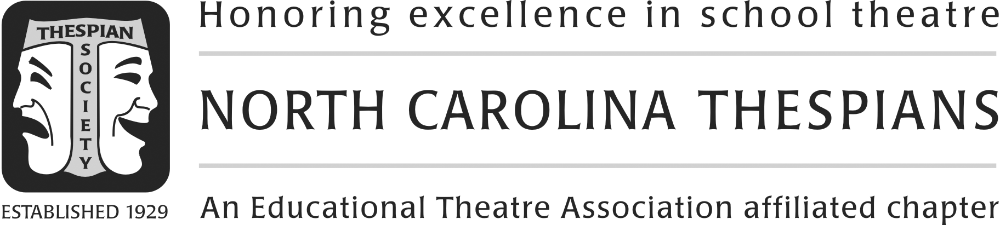 THESPIAN
SOCIETY
ESTABLISHED 1929
Honoring excellence in school theatre
NORTH CAROLINA THESPIANS
An Educational Theatre Association affiliated chapter